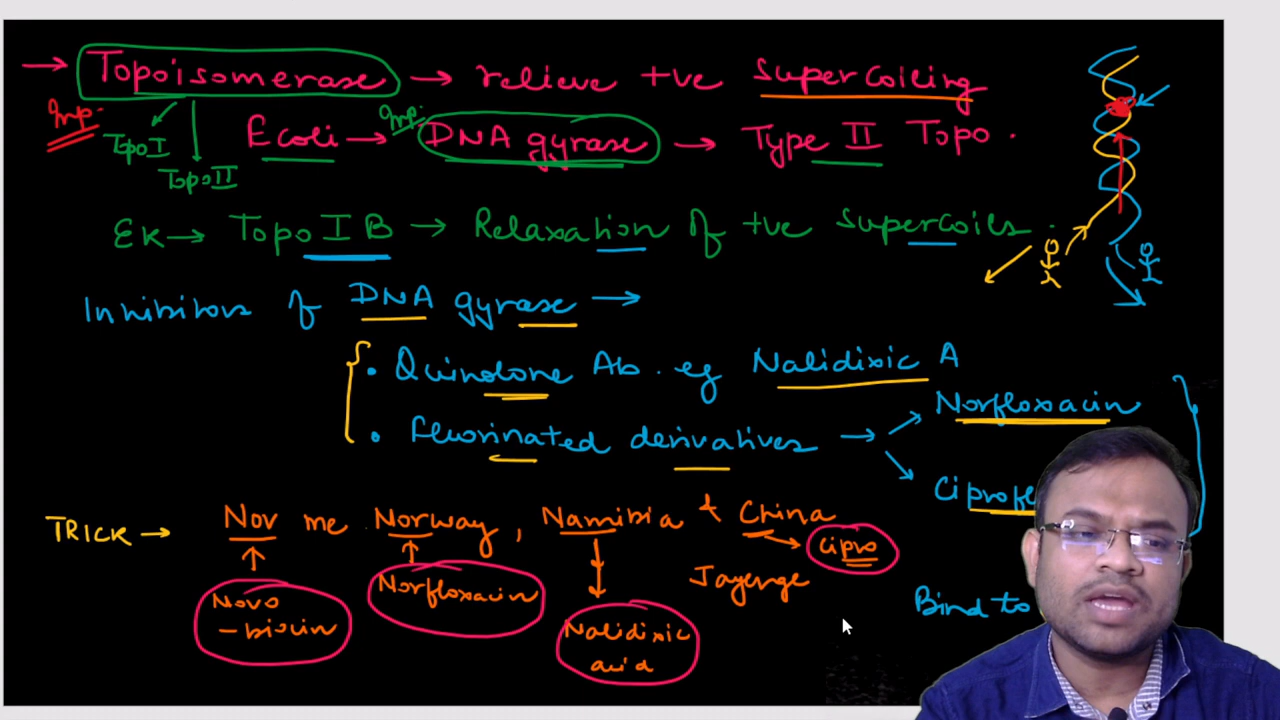 → Topoisomerase → relieve +ve Supercoiling
Imp. Topo I Ecoli → Imp. DNA gyrase → Type II Topo.
Topo II
EK → Topo I B → Relaxation of +ve Supercoils.
Inhibitors of DNA gyrase →
• Quinolone Ab. eg Nalidixic A
• Fluorinated derivatives → Norfloxacin
Ciprofl
TRICK → Nov me Norway, Namibia & China
Cipro
Jayenge
Novo
-biocin
Norfloxacin
Nalidixic
acid
Bind to